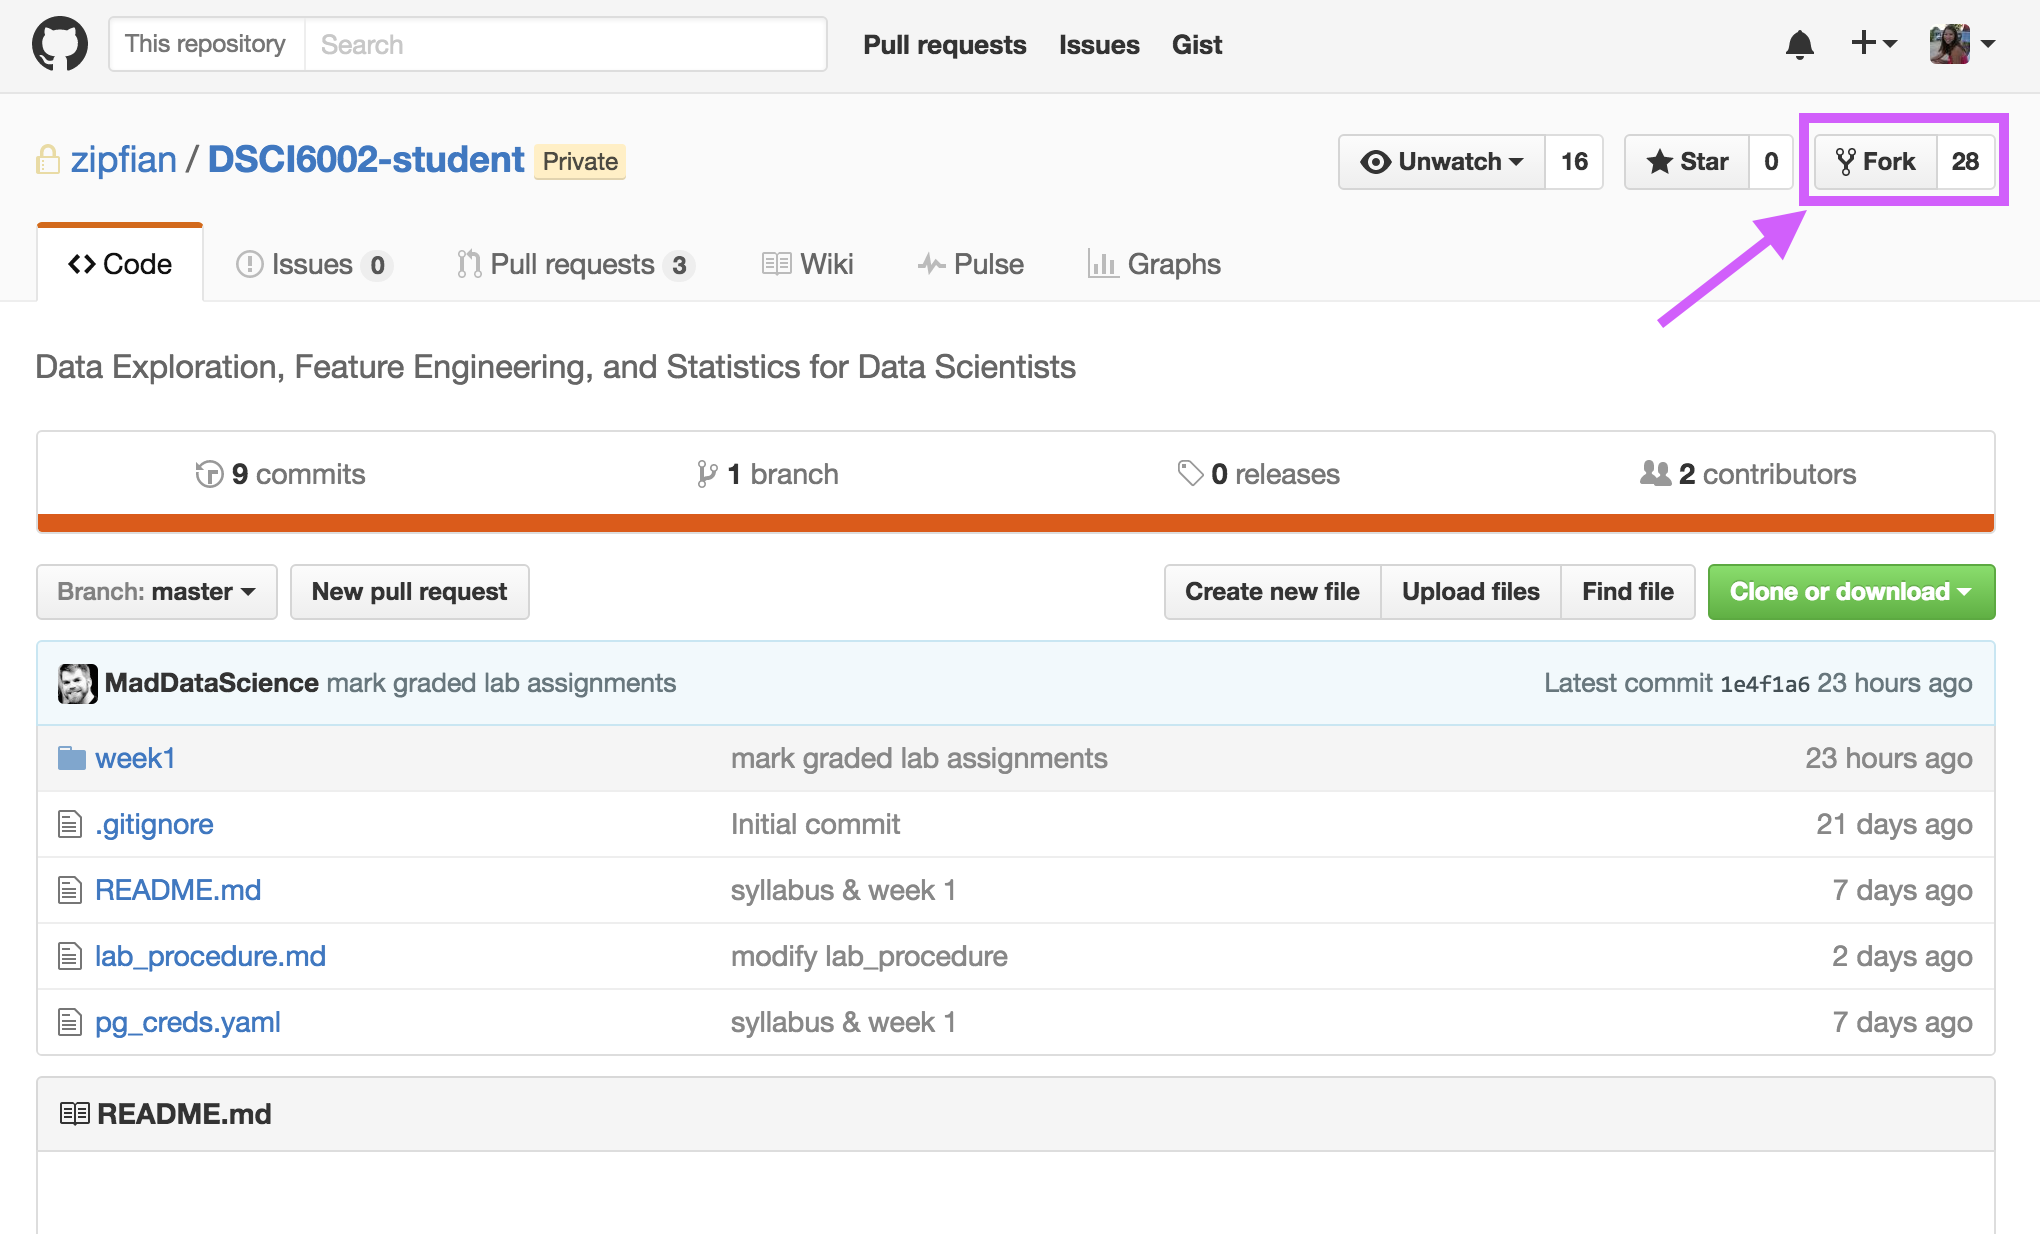 This repository Search Pull requests Issues Gist
zipfian / DSCI6002-student Private Unwatch 16 Star 0 Fork 28
Code Issues 0 Pull requests 3 Wiki Pulse Graphs
Data Exploration, Feature Engineering, and Statistics for Data Scientists
9 commits 1 branch 0 releases 2 contributors
Branch: master New pull request Create new file Upload files Find file Clone or download
MadDataScience mark graded lab assignments Latest commit 1e4f1a6 23 hours ago
week1 mark graded lab assignments 23 hours ago
.gitignore Initial commit 21 days ago
README.md syllabus & week 1 7 days ago
lab_procedure.md modify lab_procedure 2 days ago
pg_creds.yaml syllabus & week 1 7 days ago
README.md